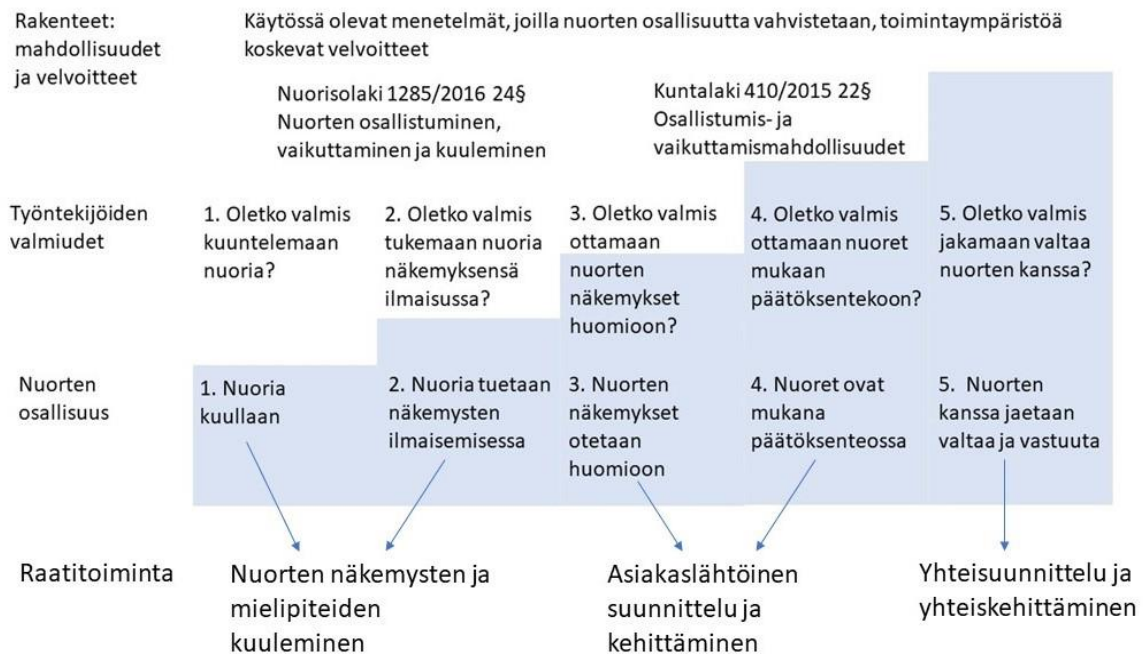 Rakenteet:
mahdollisuudet
ja velvoitteet
Käytössä olevat menetelmät, joilla nuorten osallisuutta vahvistetaan, toimintaympäristöä
koskevat velvoitteet
Nuorisolaki 1285/2016 24§
Nuorten osallistuminen,
vaikuttaminen ja kuuleminen
Kuntalaki 410/2015 22§
Osallistumis- ja
vaikuttamismahdollisuudet
Työntekijöiden
valmiudet
1. Oletko valmis
kuuntelemaan
nuoria?
2. Oletko valmis
tukemaan nuoria
näkemyksensä
ilmaisussa?
3. Oletko valmis
ottamaan
nuorten
näkemykset
huomioon?
4. Oletko valmis
ottamaan nuoret
mukaan
päätöksentekoon?
5. Oletko valmis
jakamaan valtaa
nuorten kanssa?
Nuorten
osallisuus
1. Nuoria
kuullaan
2. Nuoria tuetaan
näkemysten
ilmaisemisessa
3. Nuorten
näkemykset
otetaan
huomioon
4. Nuoret ovat
mukana
päätöksenteossa
5. Nuorten
kanssa jaetaan
valtaa ja vastuuta
Raatitoiminta
Nuorten näkemysten ja
mielipiteiden
kuuleminen
Asiakaslähtöinen
suunnittelu ja
kehittäminen
Yhteisuunnittelu ja
yhteiskehittäminen